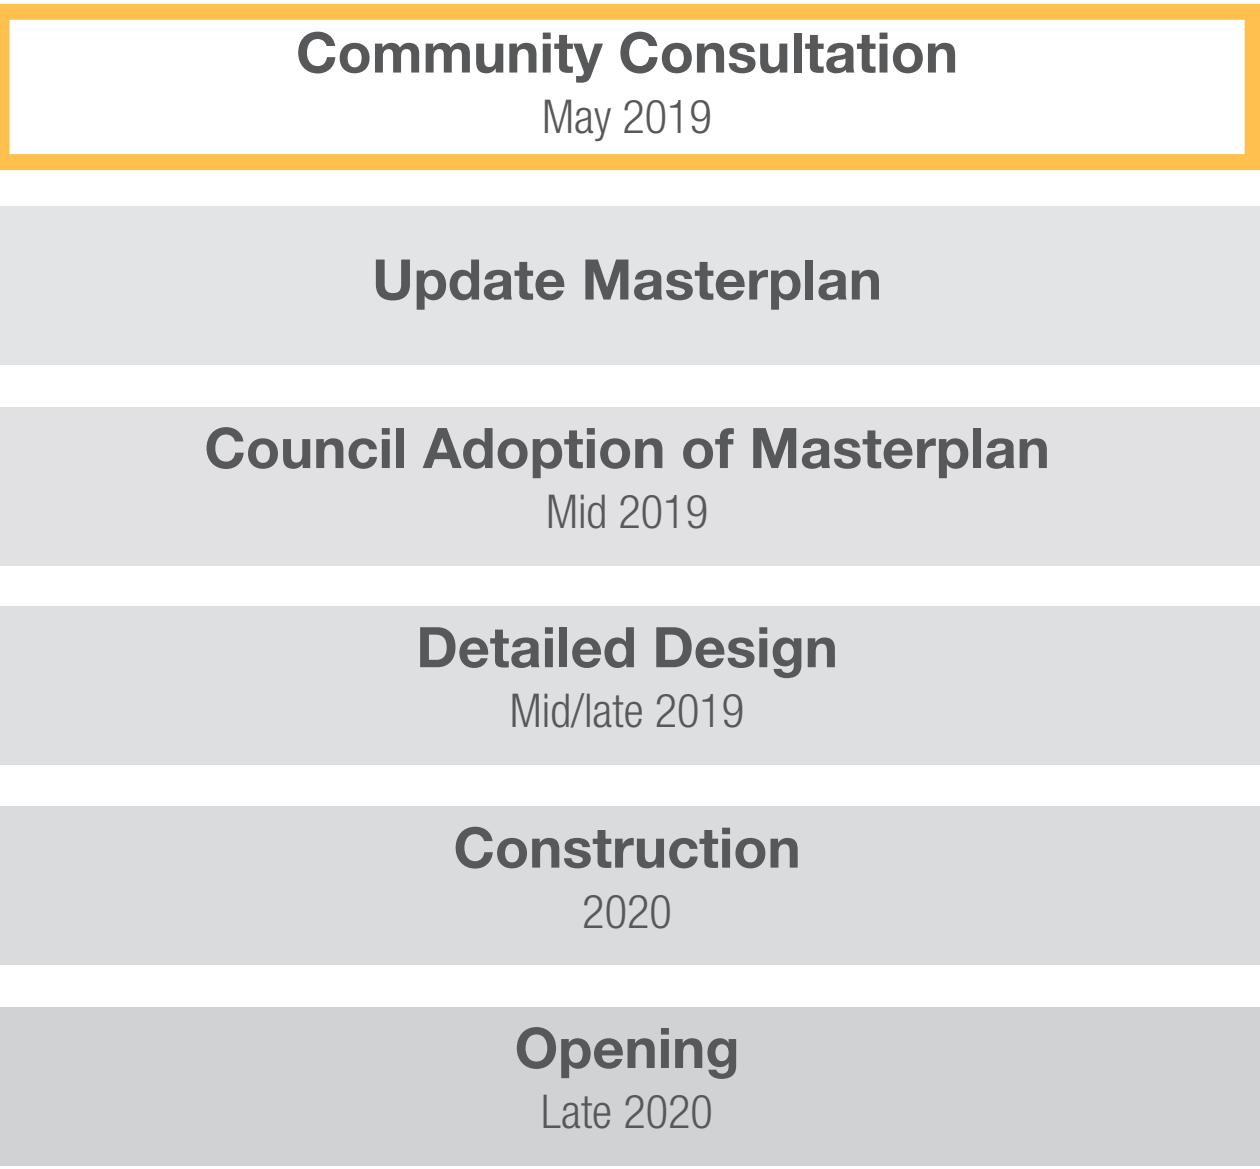 Community Consultation
May 2019
Update Masterplan
Council Adoption of Masterplan
Mid 2019
Detailed Design
Mid/late 2019
Construction
2020
Opening
Late 2020